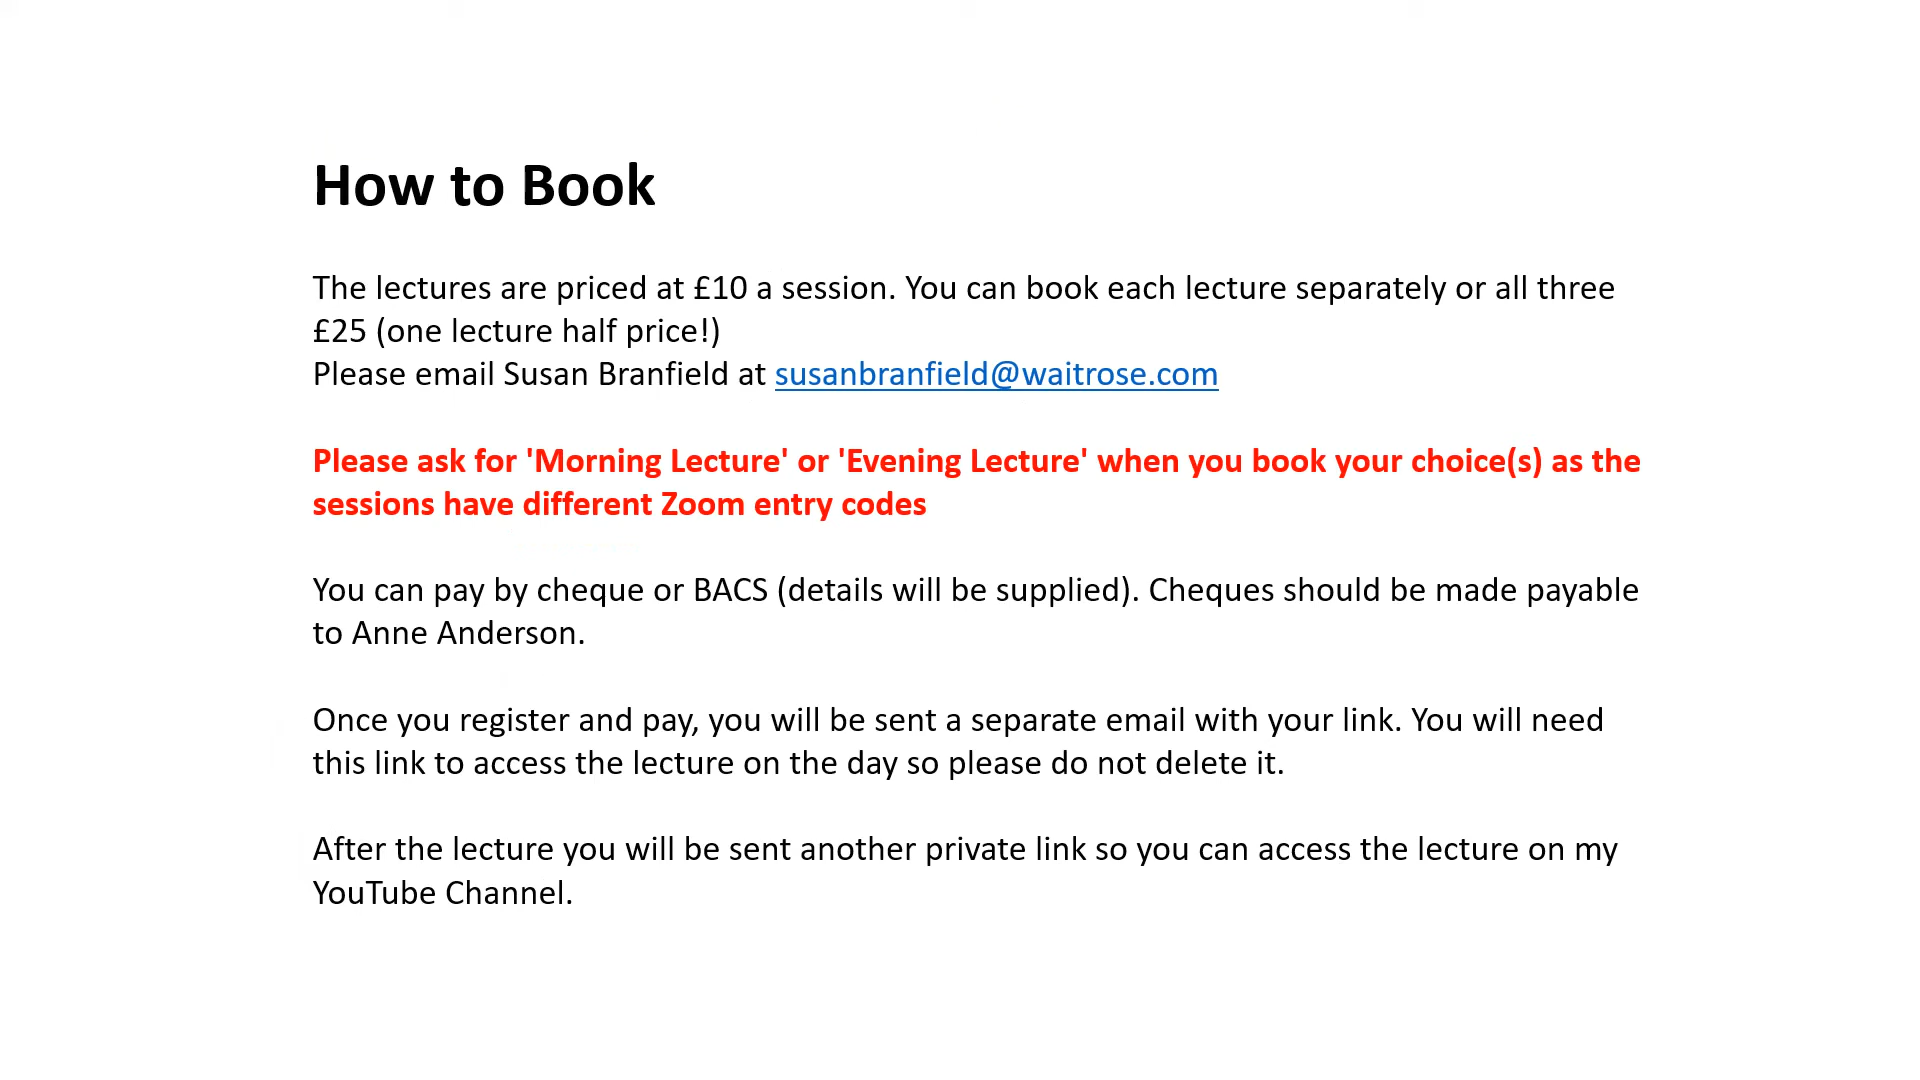 How to Book
The lectures are priced at £10 a session. You can book each lecture separately or all three
£25 (one lecture half price!)
Please email Susan Branfield at susanbranfield@waitrose.com
Please ask for 'Morning Lecture' or 'Evening Lecture' when you book your choice(s) as the
sessions have different Zoom entry codes
You can pay by cheque or BACS (details will be supplied). Cheques should be made payable
to Anne Anderson.
Once you register and pay, you will be sent a separate email with your link. You will need
this link to access the lecture on the day so please do not delete it.
After the lecture you will be sent another private link so you can access the lecture on my
YouTube Channel.